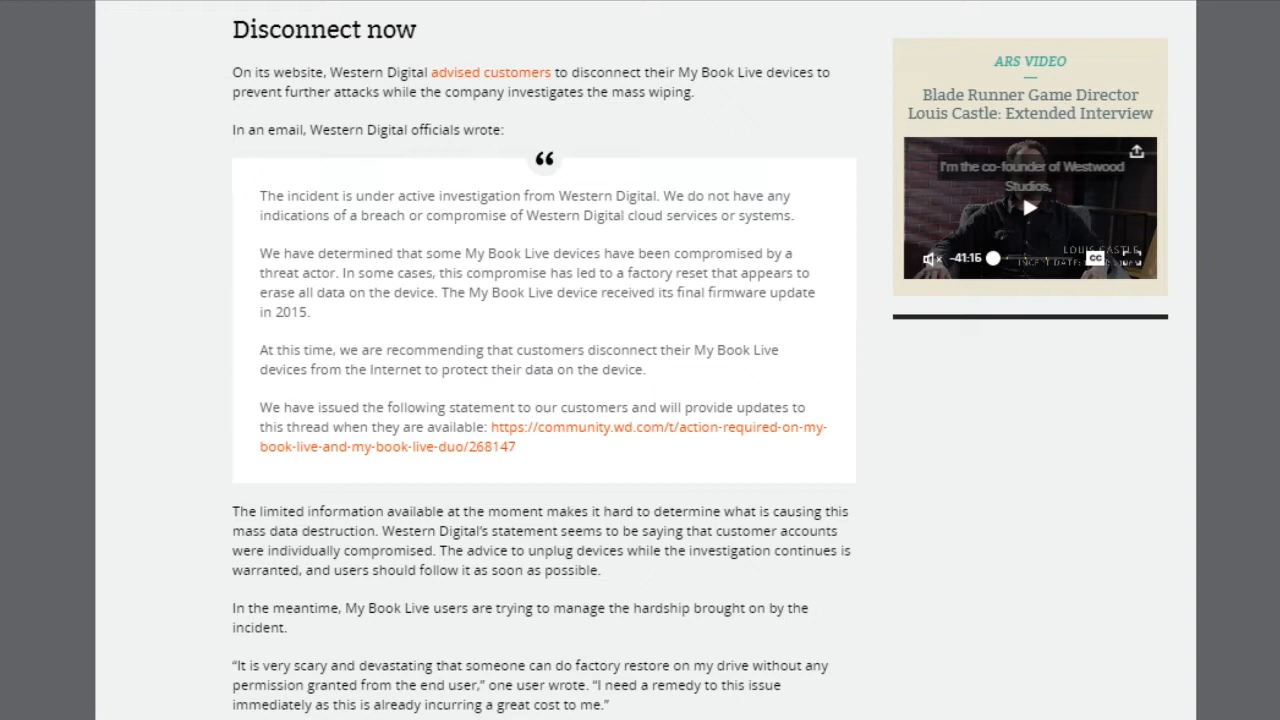 Disconnect now
On its website, Western Digital advised customers to disconnect their My Book Live devices to
prevent further attacks while the company investigates the mass wiping.
In an email, Western Digital officials wrote:
“
The incident is under active investigation from Western Digital. We do not have any
indications of a breach or compromise of Western Digital cloud services or systems.
We have determined that some My Book Live devices have been compromised by a
threat actor. In some cases, this compromise has led to a factory reset that appears to
erase all data on the device. The My Book Live device received its final firmware update
in 2015.
At this time, we are recommending that customers disconnect their My Book Live
devices from the Internet to protect their data on the device.
We have issued the following statement to our customers and will provide updates to
this thread when they are available: https://community.wd.com/t/action-required-on-my-
book-live-and-my-book-live-duo/268147
The limited information available at the moment makes it hard to determine what is causing this
mass data destruction. Western Digital’s statement seems to be saying that customer accounts
were individually compromised. The advice to unplug devices while the investigation continues is
warranted, and users should follow it as soon as possible.
In the meantime, My Book Live users are trying to manage the hardship brought on by the
incident.
“It is very scary and devastating that someone can do factory restore on my drive without any
permission granted from the end user,” one user wrote. “I need a remedy to this issue
immediately as this is already incurring a great cost to me.”
ARS VIDEO
Blade Runner Game Director
Louis Castle: Extended Interview
I'm the co-founder of Westwood
Studios,
LOUIS CASTLE
-41:15
CC